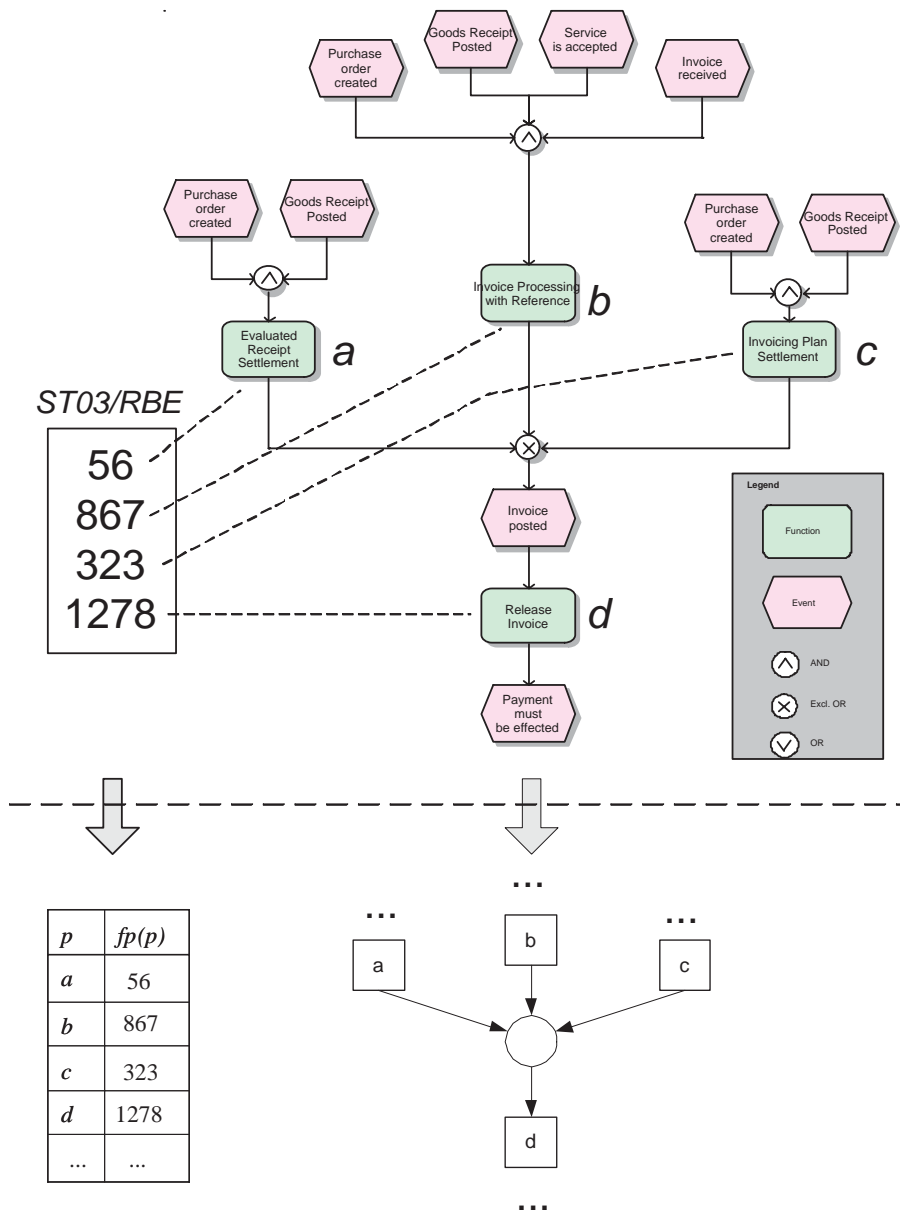 Goods Receipt
Posted
Service
is accepted
Purchase
order
created
Invoice
received
Purchase
order
created
Goods Receipt
Posted
Purchase
order
created
Goods Receipt
Posted
Invoice Processing
with Reference
b
Evaluated
Receipt
Settlement
a
Invoicing Plan
Settlement
c
ST03/RBE
56
867
323
1278
Invoice
posted
Release
Invoice
d
Payment
must
be effected
Legend
Function
Event
AND
Excl. OR
OR
...
... ...
p fp(p)
a 56
b 867
c 323
d 1278
... ...
b
a
c
d
...